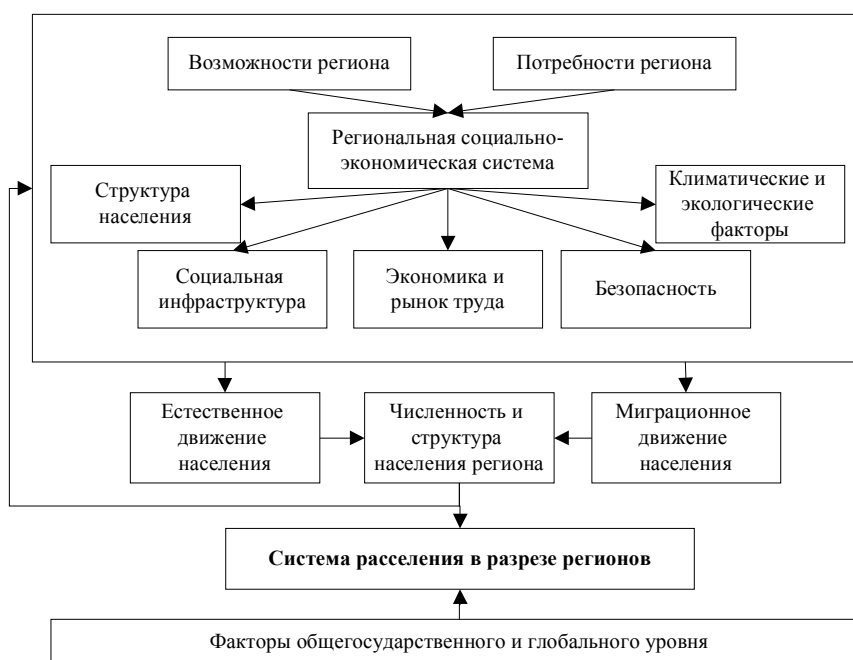 Возможности региона
Потребности региона
Региональная социально-
экономическая система
Структура
населения
Климатические и
экологические
факторы
Социальная
инфраструктура
Экономика и
рынок труда
Безопасность
Естественное
движение
населения
Численность и
структура
населения региона
Миграционное
движение
населения
Система расселения в разрезе регионов
Факторы общегосударственного и глобального уровня